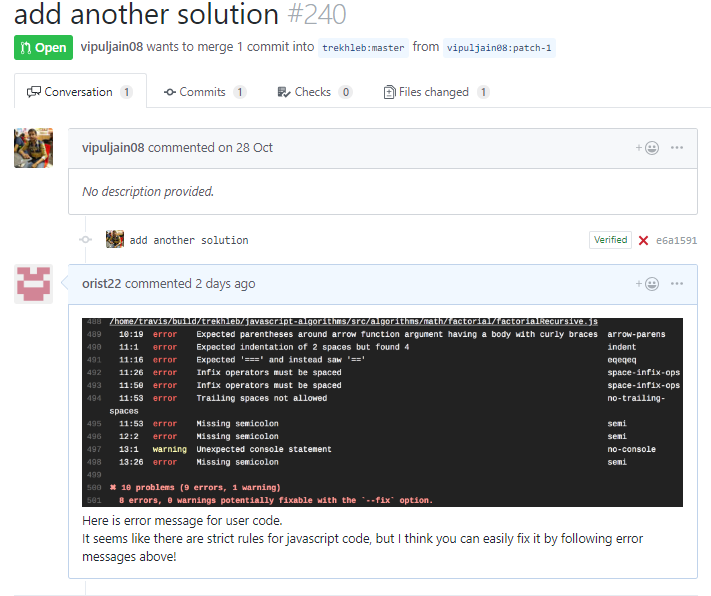 add another solution #240
Open vipuljain08 wants to merge 1 commit into trekhleb:master from vipuljain08:patch-1
Conversation 1 Commits 1 Checks 0 Files changed 1
vipuljain08 commented on 28 Oct
No description provided.
add another solution Verified e6a1591
orist22 commented 2 days ago
488 /home/travis/build/trekhleb/javascript-algorithms/src/algorithms/math/factorial/factorialRecursive.js
489 10:19 error Expected parentheses around arrow function argument having a body with curly braces arrow-parens
490 11:1 error Expected indentation of 2 spaces but found 4 indent
491 11:16 error Expected '===' and instead saw '==' eqeqeq
492 11:26 error Infix operators must be spaced space-infix-ops
493 11:50 error Infix operators must be spaced space-infix-ops
494 11:53 error Trailing spaces not allowed no-trailing-
spaces
495 11:53 error Missing semicolon semi
496 12:2 error Missing semicolon semi
497 13:1 warning Unexpected console statement no-console
498 13:26 error Missing semicolon semi
499
500 ✖ 10 problems (9 errors, 1 warning)
501 8 errors, 0 warnings potentially fixable with the `--fix` option.
Here is error message for user code.
It seems like there are strict rules for javascript code, but I think you can easily fix it by following error
messages above!